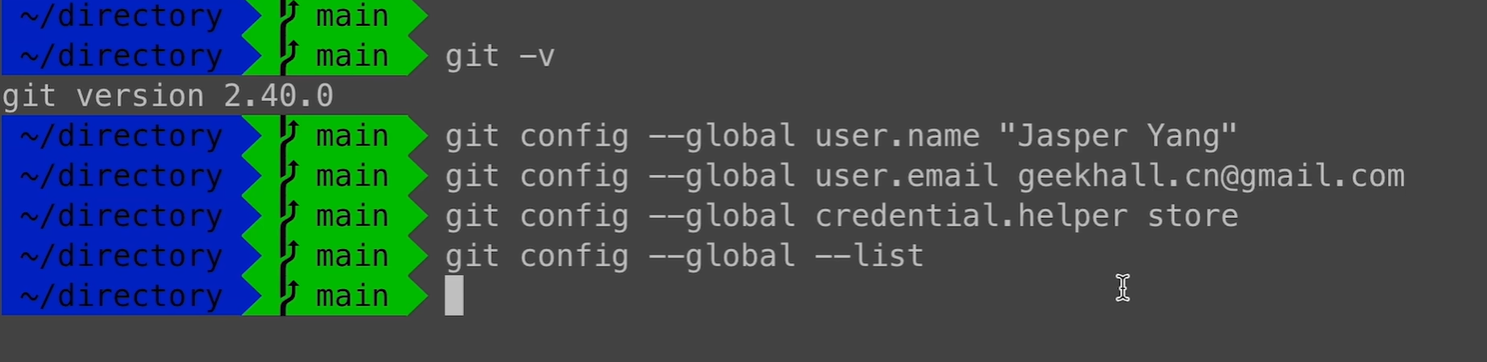 ~/directory main
~/directory main git -v
git version 2.40.0
~/directory main git config --global user.name "Jasper Yang"
~/directory main git config --global user.email geekhall.cn@gmail.com
~/directory main git config --global credential.helper store
~/directory main git config --global --list
~/directory main